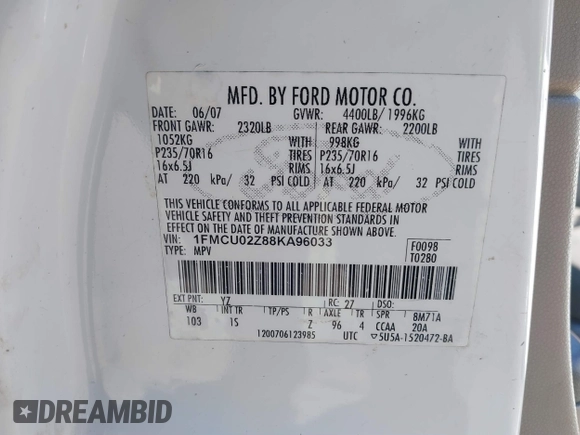 MFD. BY FORD MOTOR CO.
DATE: 06/07 GVWR: 4400LB/ 1996KG
FRONT GAWR: 2320LB REAR GAWR: 2200LB
1052KG WITH 998KG WITH
P235/70R16 TIRES P235/70R16 TIRES
16x6.5J RIMS 16x6.5J RIMS
AT 220 kPa/ 32 PSI COLD AT 220 kPa/ 32 PSI COLD
THIS VEHICLE CONFORMS TO ALL APPLICABLE FEDERAL MOTOR
VEHICLE SAFETY AND THEFT PREVENTION STANDARDS IN
EFFECT ON THE DATE OF MANUFACTURE SHOWN ABOVE.
VIN: 1FMCU02Z88KA96033 F0098
TYPE: MPV T0280
EXT PNT: YZ RC: 27 DSO:
WB INT TR TP/PS R AXLE TR SPR 8M71A
103 1S Z 96 4 CCAA 20A
1200706123985 UTC ▽5U5A-1520472-BA
DREAMBID